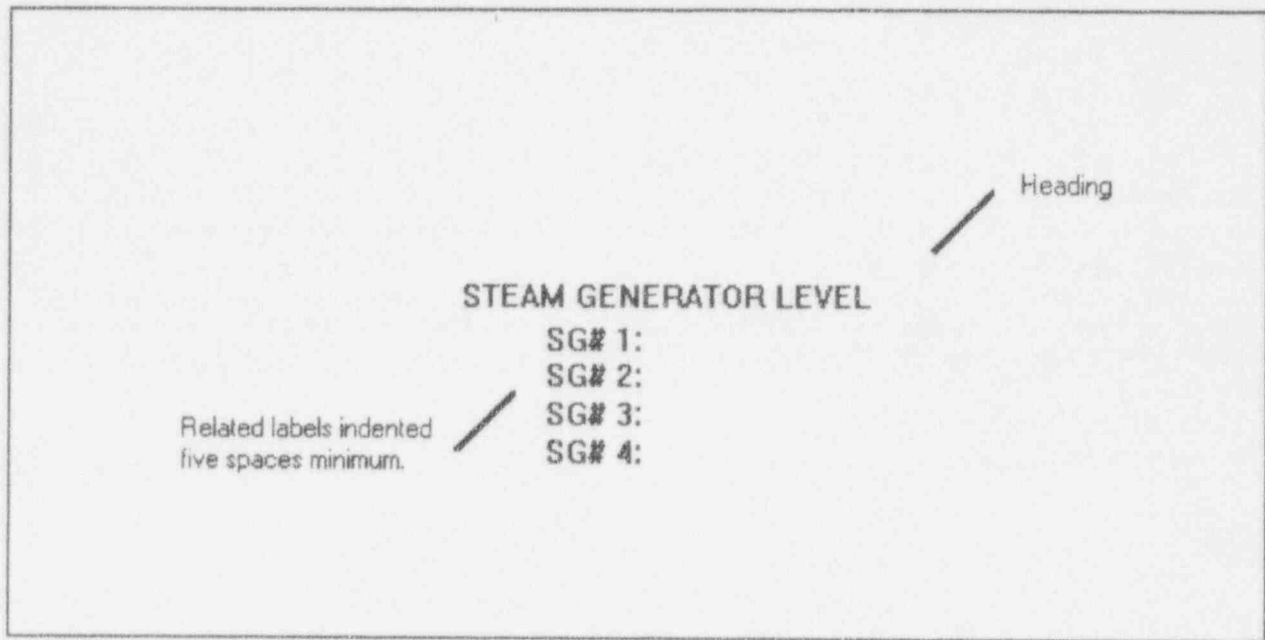 Heading
STEAM GENERATOR LEVEL
SG# 1:
SG# 2:
SG# 3:
SG# 4:
Related labels indented
five spaces minimum.